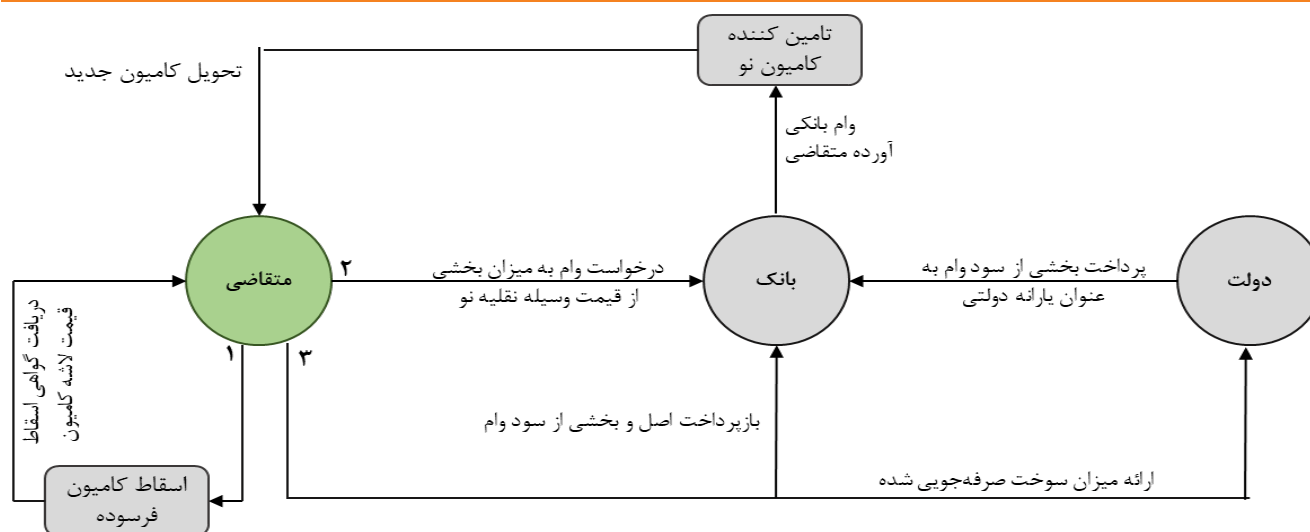 تامین کننده
کامیون نو
تحویل کامیون جدید
وام بانکی
آورده متقاضی
دولت
پرداخت بخشی از سود وام به
عنوان یارانه دولتی
بانک
درخواست وام به میزان بخشی
از قیمت وسیله نقلیه نو
۲
متقاضی
۱
۳
دریافت گواهی اسقاط
قیمت لاشه کامیون
بازپرداخت اصل و بخشی از سود وام
ارائه میزان سوخت صرفه‌جویی شده
اسقاط کامیون
فرسوده